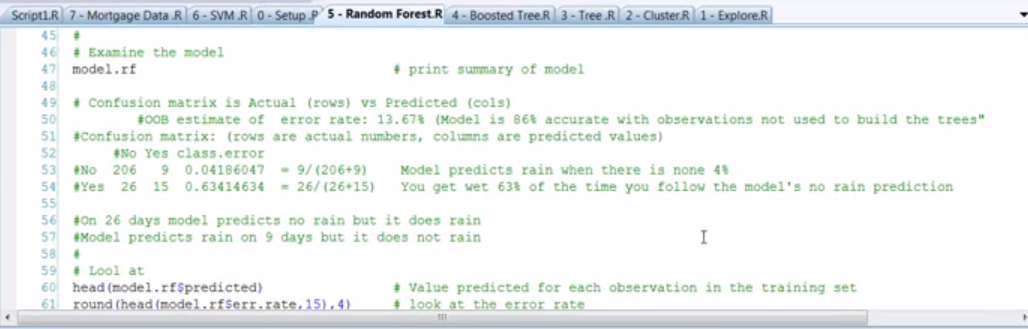 Script1.R 7 - Mortgage Data .R 6 - SVM .R 0 - Setup .R 5 - Random Forest.R 4 - Boosted Tree.R 3 - Tree .R 2 - Cluster.R 1 - Explore.R
45 #
46 # Examine the model
47 model.rf # print summary of model
48
49 # Confusion matrix is Actual (rows) vs Predicted (cols)
50 #OOB estimate of error rate: 13.67% (Model is 86% accurate with observations not used to build the trees"
51 #Confusion matrix: (rows are actual numbers, columns are predicted values)
52 #No Yes class.error
53 #No 206 9 0.04186047 = 9/(206+9) Model predicts rain when there is none 4%
54 #Yes 26 15 0.63414634 = 26/(26+15) You get wet 63% of the time you follow the model's no rain prediction
55
56 #On 26 days model predicts no rain but it does rain
57 #Model predicts rain on 9 days but it does not rain
58 #
59 # Lool at
60 head(model.rf$predicted) # Value predicted for each observation in the training set
61 round(head(model.rf$err.rate,15),4) # look at the error rate